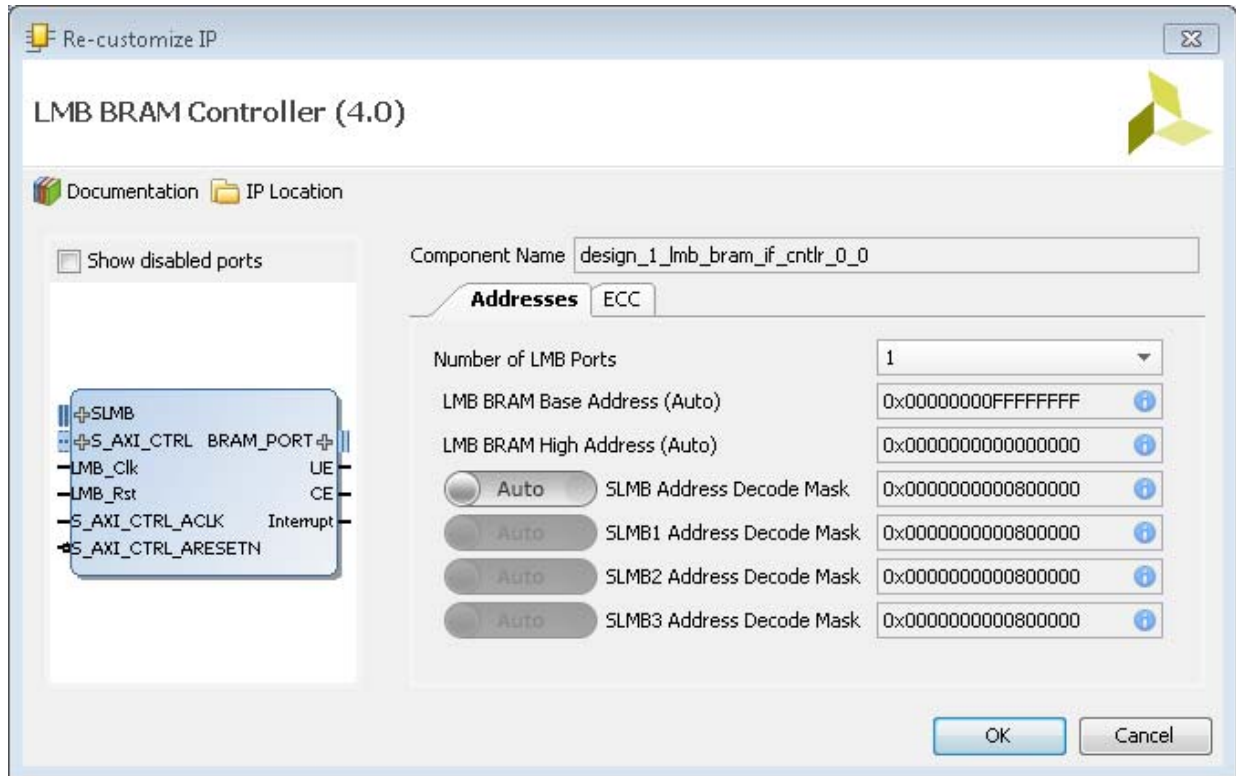 Re-customize IP
LMB BRAM Controller (4.0)
Documentation IP Location
Show disabled ports
SLMB
S_AXI_CTRL BRAM_PORT
LMB_Clk UE
LMB_Rst CE
S_AXI_CTRL_ACLK Interrupt
S_AXI_CTRL_ARESETN
Component Name design_1_lmb_bram_if_cntlr_0_0
Addresses ECC
Number of LMB Ports 1
LMB BRAM Base Address (Auto) 0x00000000FFFFFFFF
LMB BRAM High Address (Auto) 0x0000000000000000
Auto SLMB Address Decode Mask 0x0000000000800000
Auto SLMB1 Address Decode Mask 0x0000000000800000
Auto SLMB2 Address Decode Mask 0x0000000000800000
Auto SLMB3 Address Decode Mask 0x0000000000800000
OK Cancel